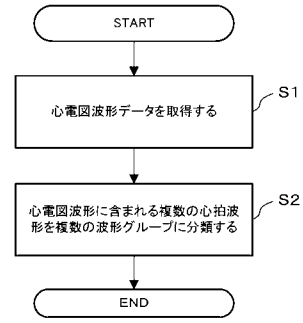 START
心電図波形データを取得する
S1
心電図波形に含まれる複数の心拍波
形を複数の波形グループに分類する
S2
END